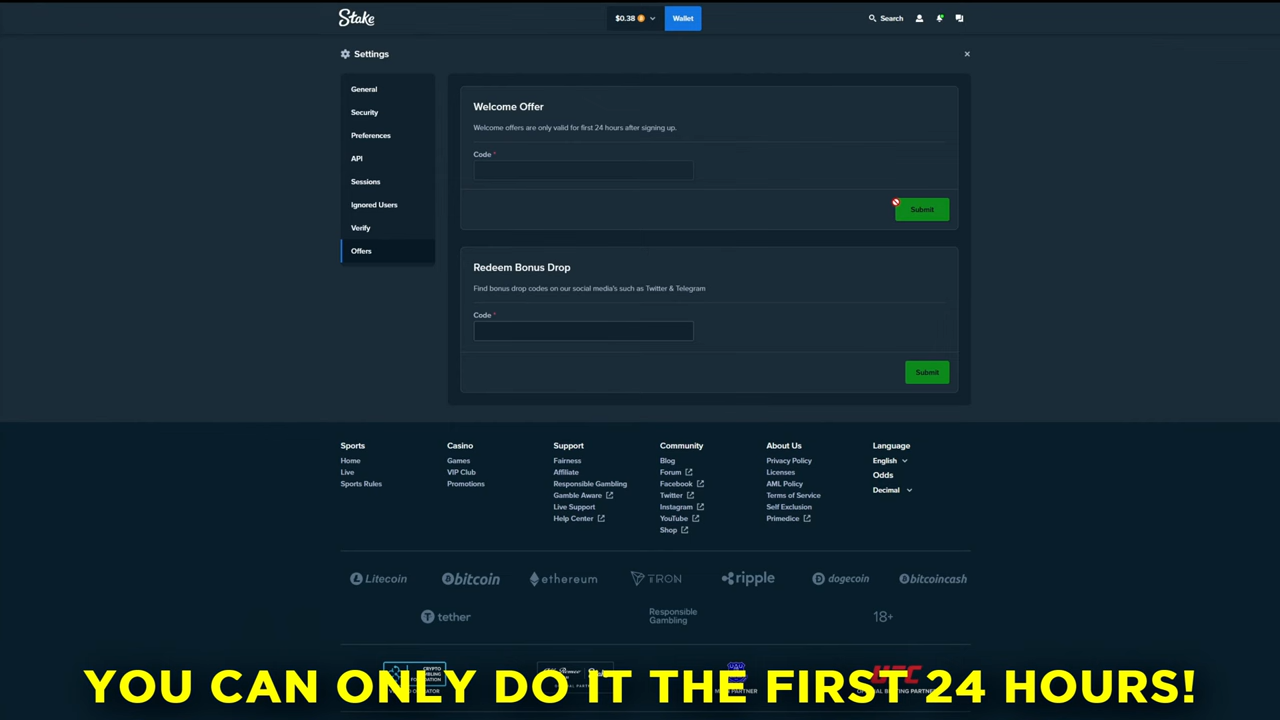 Stake
$0.38
Wallet
Search
Settings
General
Security
Preferences
API
Sessions
Ignored Users
Verify
Offers
Welcome Offer
Welcome offers are only valid for first 24 hours after signing up.
Code *
Submit
Redeem Bonus Drop
Find bonus drop codes on our social media's such as Twitter & Telegram
Code *
Submit
Sports
Home
Live
Sports Rules
Casino
Games
VIP Club
Promotions
Support
Fairness
Affiliate
Responsible Gambling
Gamble Aware
Live Support
Help Center
Community
Blog
Forum
Facebook
Twitter
Instagram
YouTube
Shop
About Us
Privacy Policy
Licenses
AML Policy
Terms of Service
Self Exclusion
Primedice
Language
English
Odds
Decimal
Litecoin
bitcoin
ethereum
TRON
ripple
dogecoin
bitcoincash
tether
Responsible
Gambling
18+
UFC
YOU CAN ONLY DO IT THE FIRST 24 HOURS!